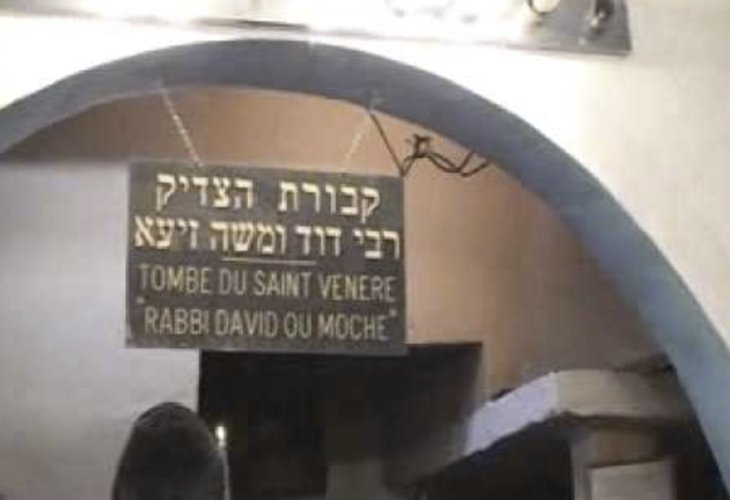 קבורת הצדיק
רבי דוד ומשה זיעא
TOMBE DU SAINT VENERE
"RABBI DAVID OU MOCHE"